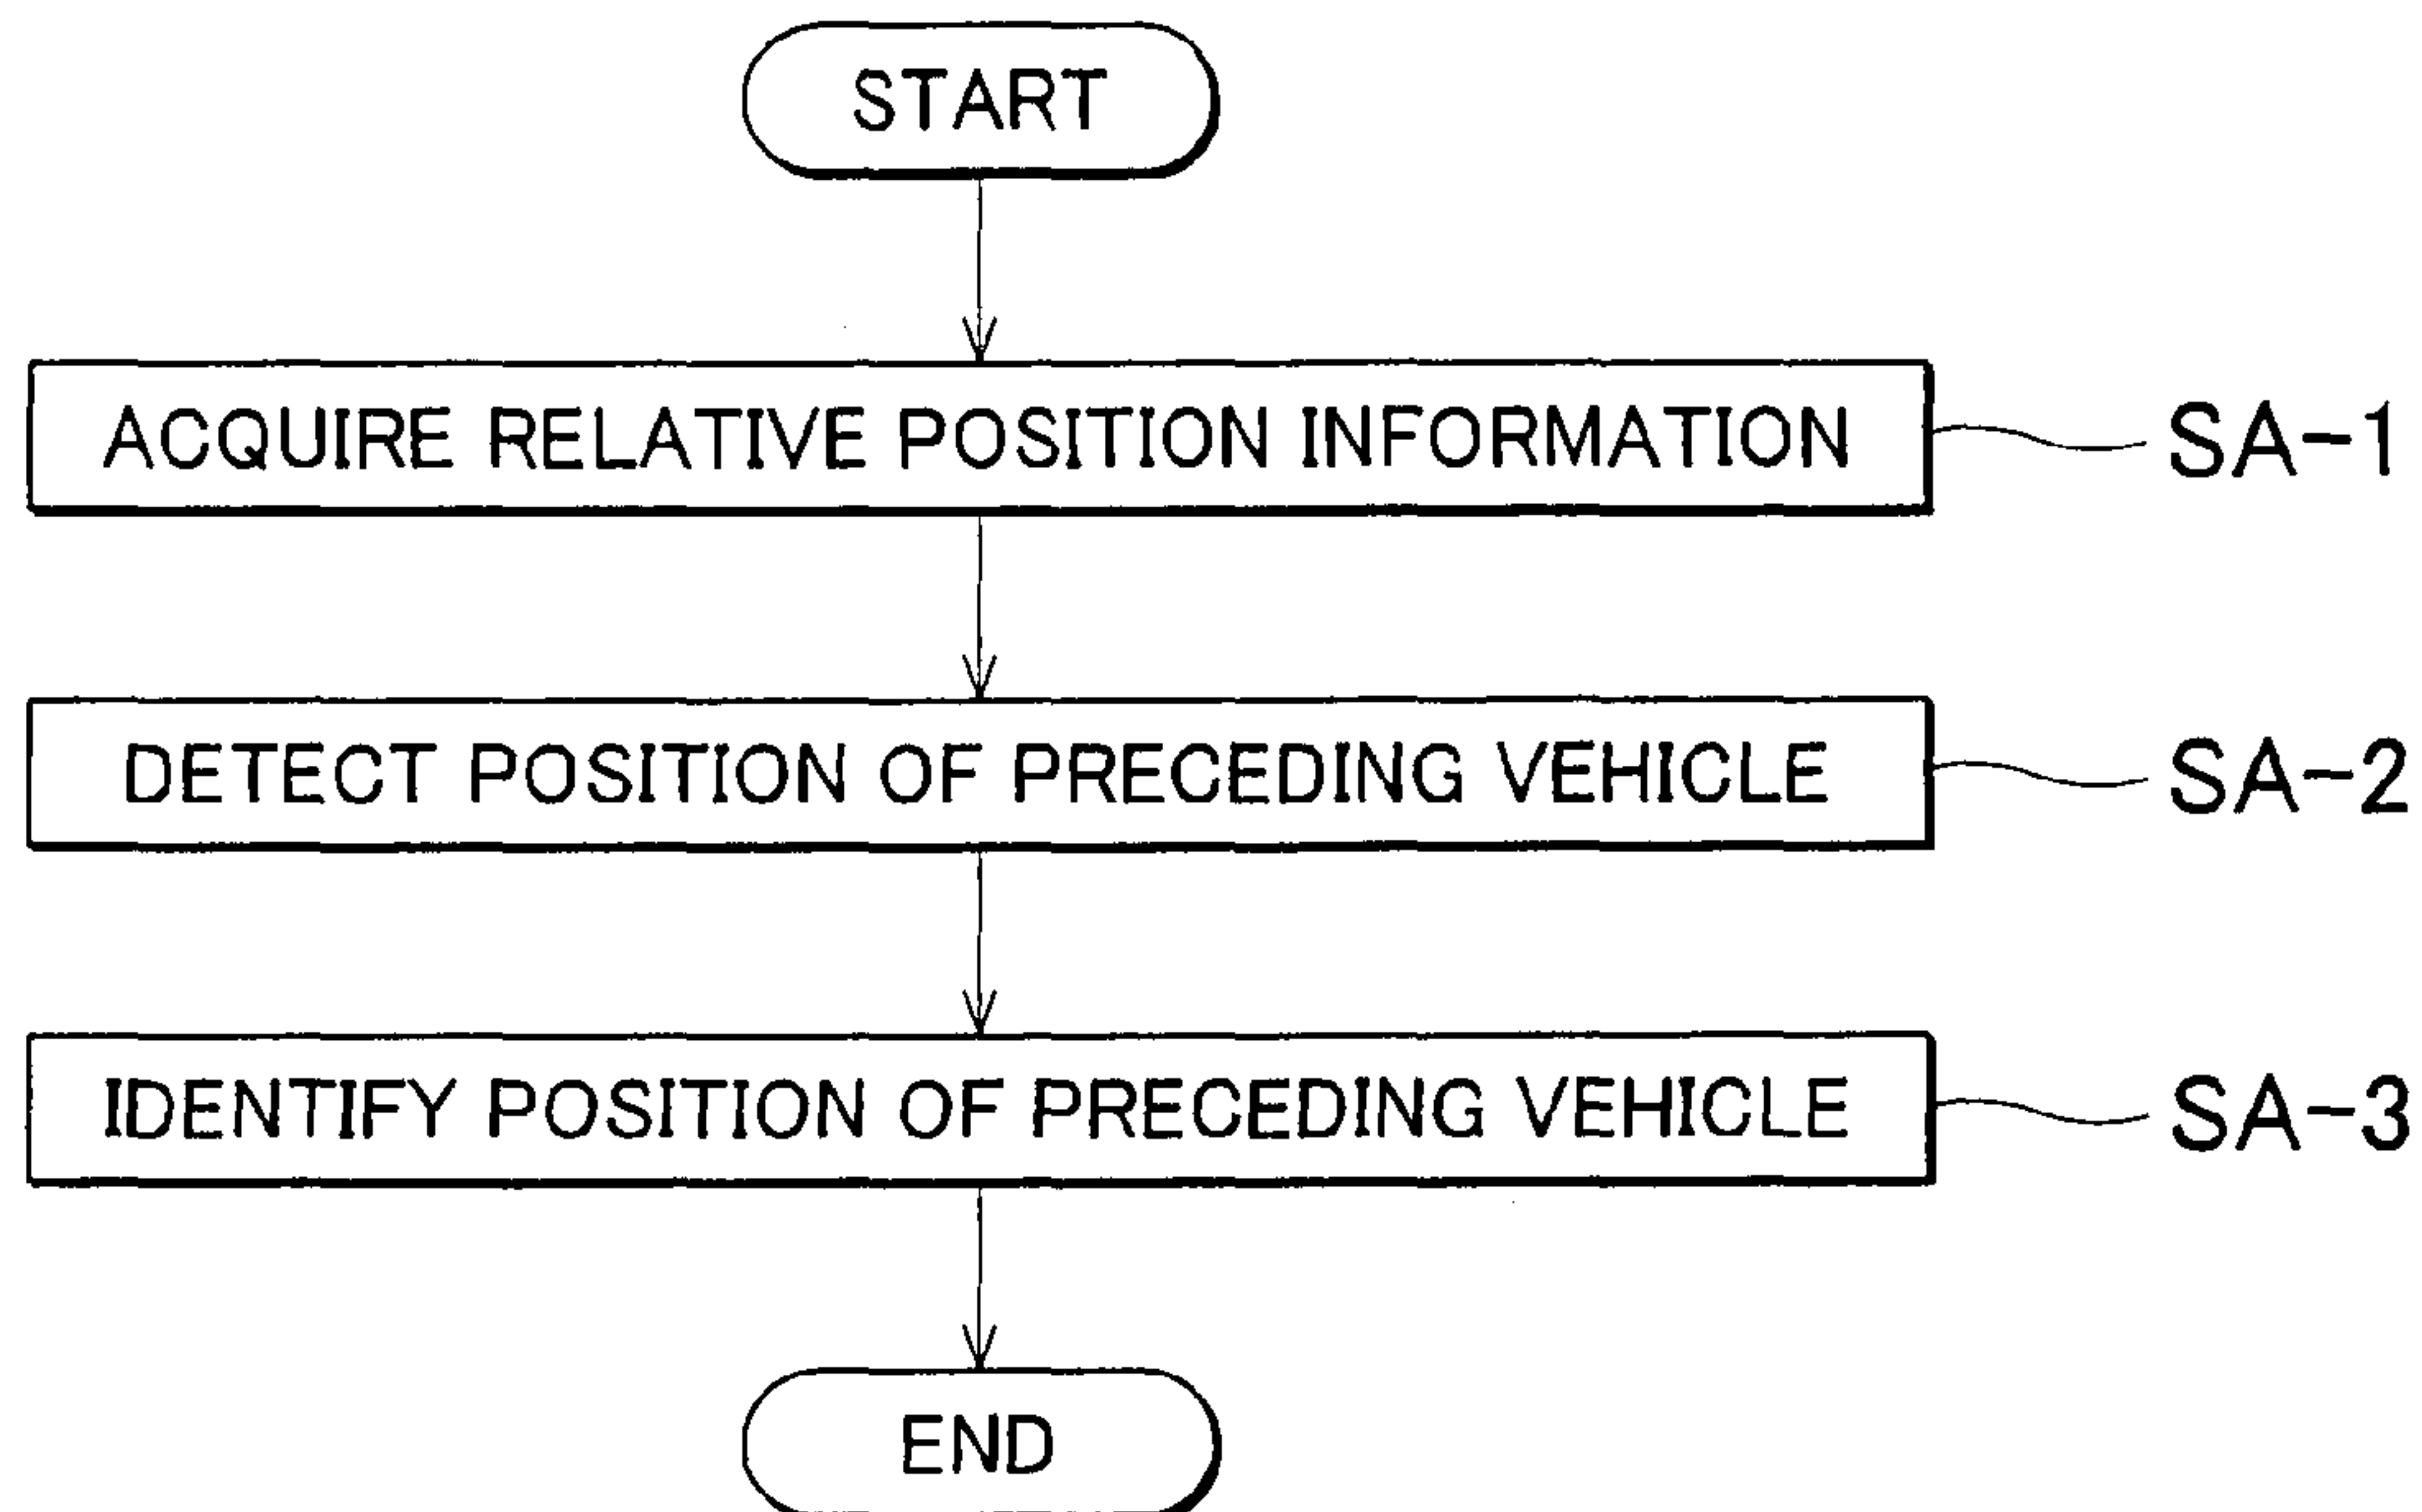 START
ACQUIRE RELATIVE POSITION INFORMATION SA-1
DETECT POSITION OF PRECEDING VEHICLE SA-2
IDENTIFY POSITION OF PRECEDING VEHICLE SA-3
END